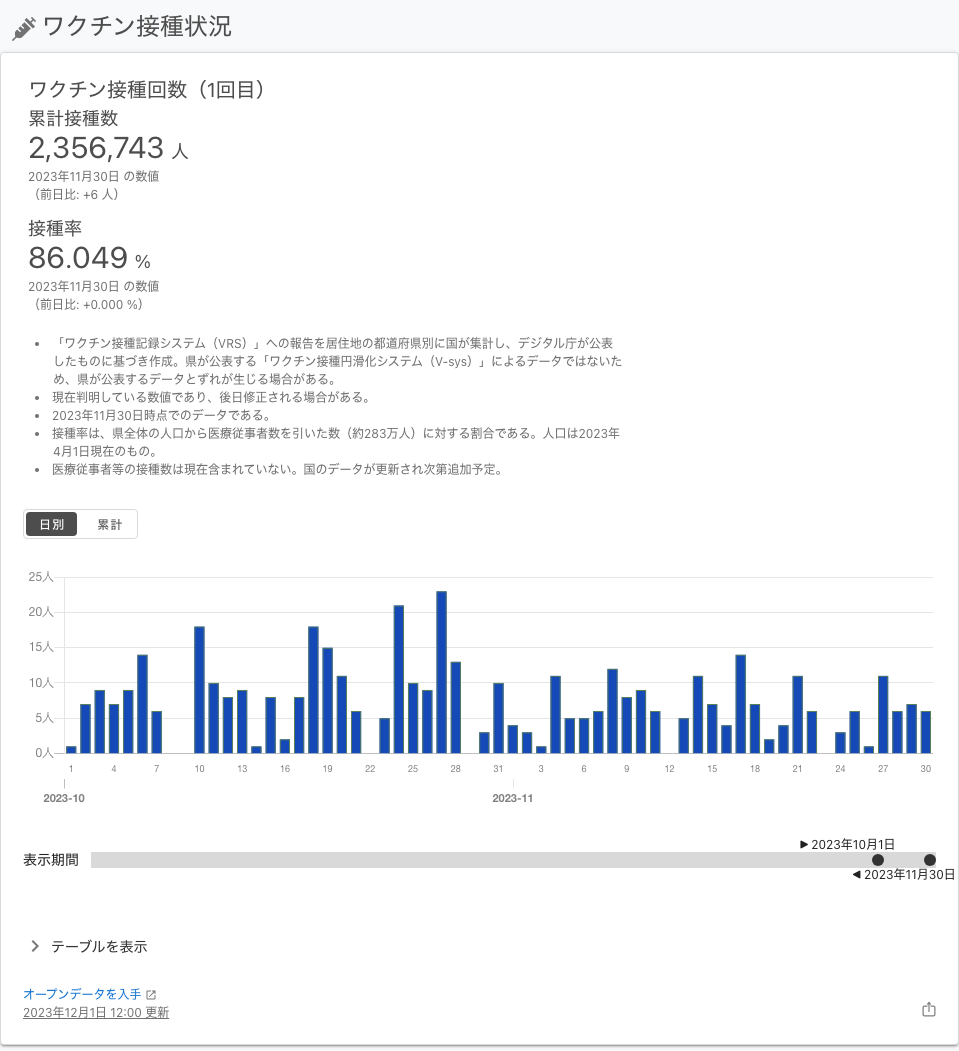 ワクチン接種状況
ワクチン接種回数（1回目）
累計接種数
2,356,743 人
2023年11月30日 の数値
（前日比: +6 人）
接種率
86.049 %
2023年11月30日 の数値
（前日比: +0.000 %）
• 「ワクチン接種記録システム（VRS）」への報告を居住地の都道府県別に国が集計し、デジタル庁が公表
したものに基づき作成。県が公表する「ワクチン接種円滑化システム（V-sys）」によるデータではないた
め、県が公表するデータとずれが生じる場合がある。
• 現在判明している数値であり、後日修正される場合がある。
• 2023年11月30日時点でのデータである。
• 接種率は、県全体の人口から医療従事者数を引いた数（約283万人）に対する割合である。人口は2023年
4月1日現在のもの。
• 医療従事者等の接種数は現在含まれていない。国のデータが更新され次第追加予定。
日別 累計
25人
20人
15人
10人
5人
0人
1 4 7 10 13 16 19 22 25 28 31 3 6 9 12 15 18 21 24 27 30
2023-10 2023-11
▶ 2023年10月1日
表示期間
◀ 2023年11月30日
テーブルを表示
オープンデータを入手
2023年12月1日 12:00 更新